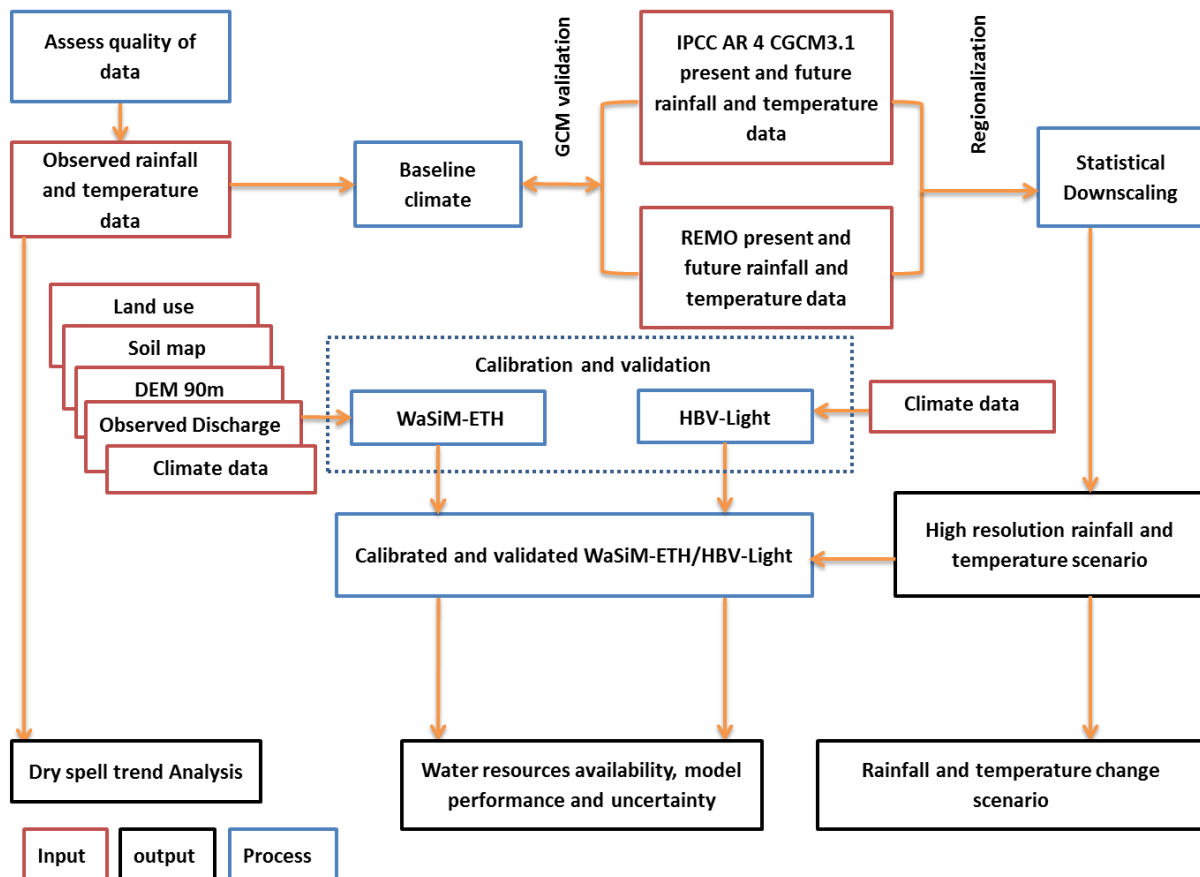 Assess quality of
data
Observed rainfall
and temperature
data
Baseline
climate
GCM validation
IPCC AR 4 CGCM3.1
present and future
rainfall and temperature
data
REMO present and
future rainfall and
temperature data
Regionalization
Statistical
Downscaling
Land use
Soil map
DEM 90m
Observed Discharge
Climate data
Calibration and validation
WaSiM-ETH
HBV-Light
Climate data
Calibrated and validated WaSiM-ETH/HBV-Light
High resolution rainfall and
temperature scenario
Dry spell trend Analysis
Water resources availability, model
performance and uncertainty
Rainfall and temperature change
scenario
Input
output
Process